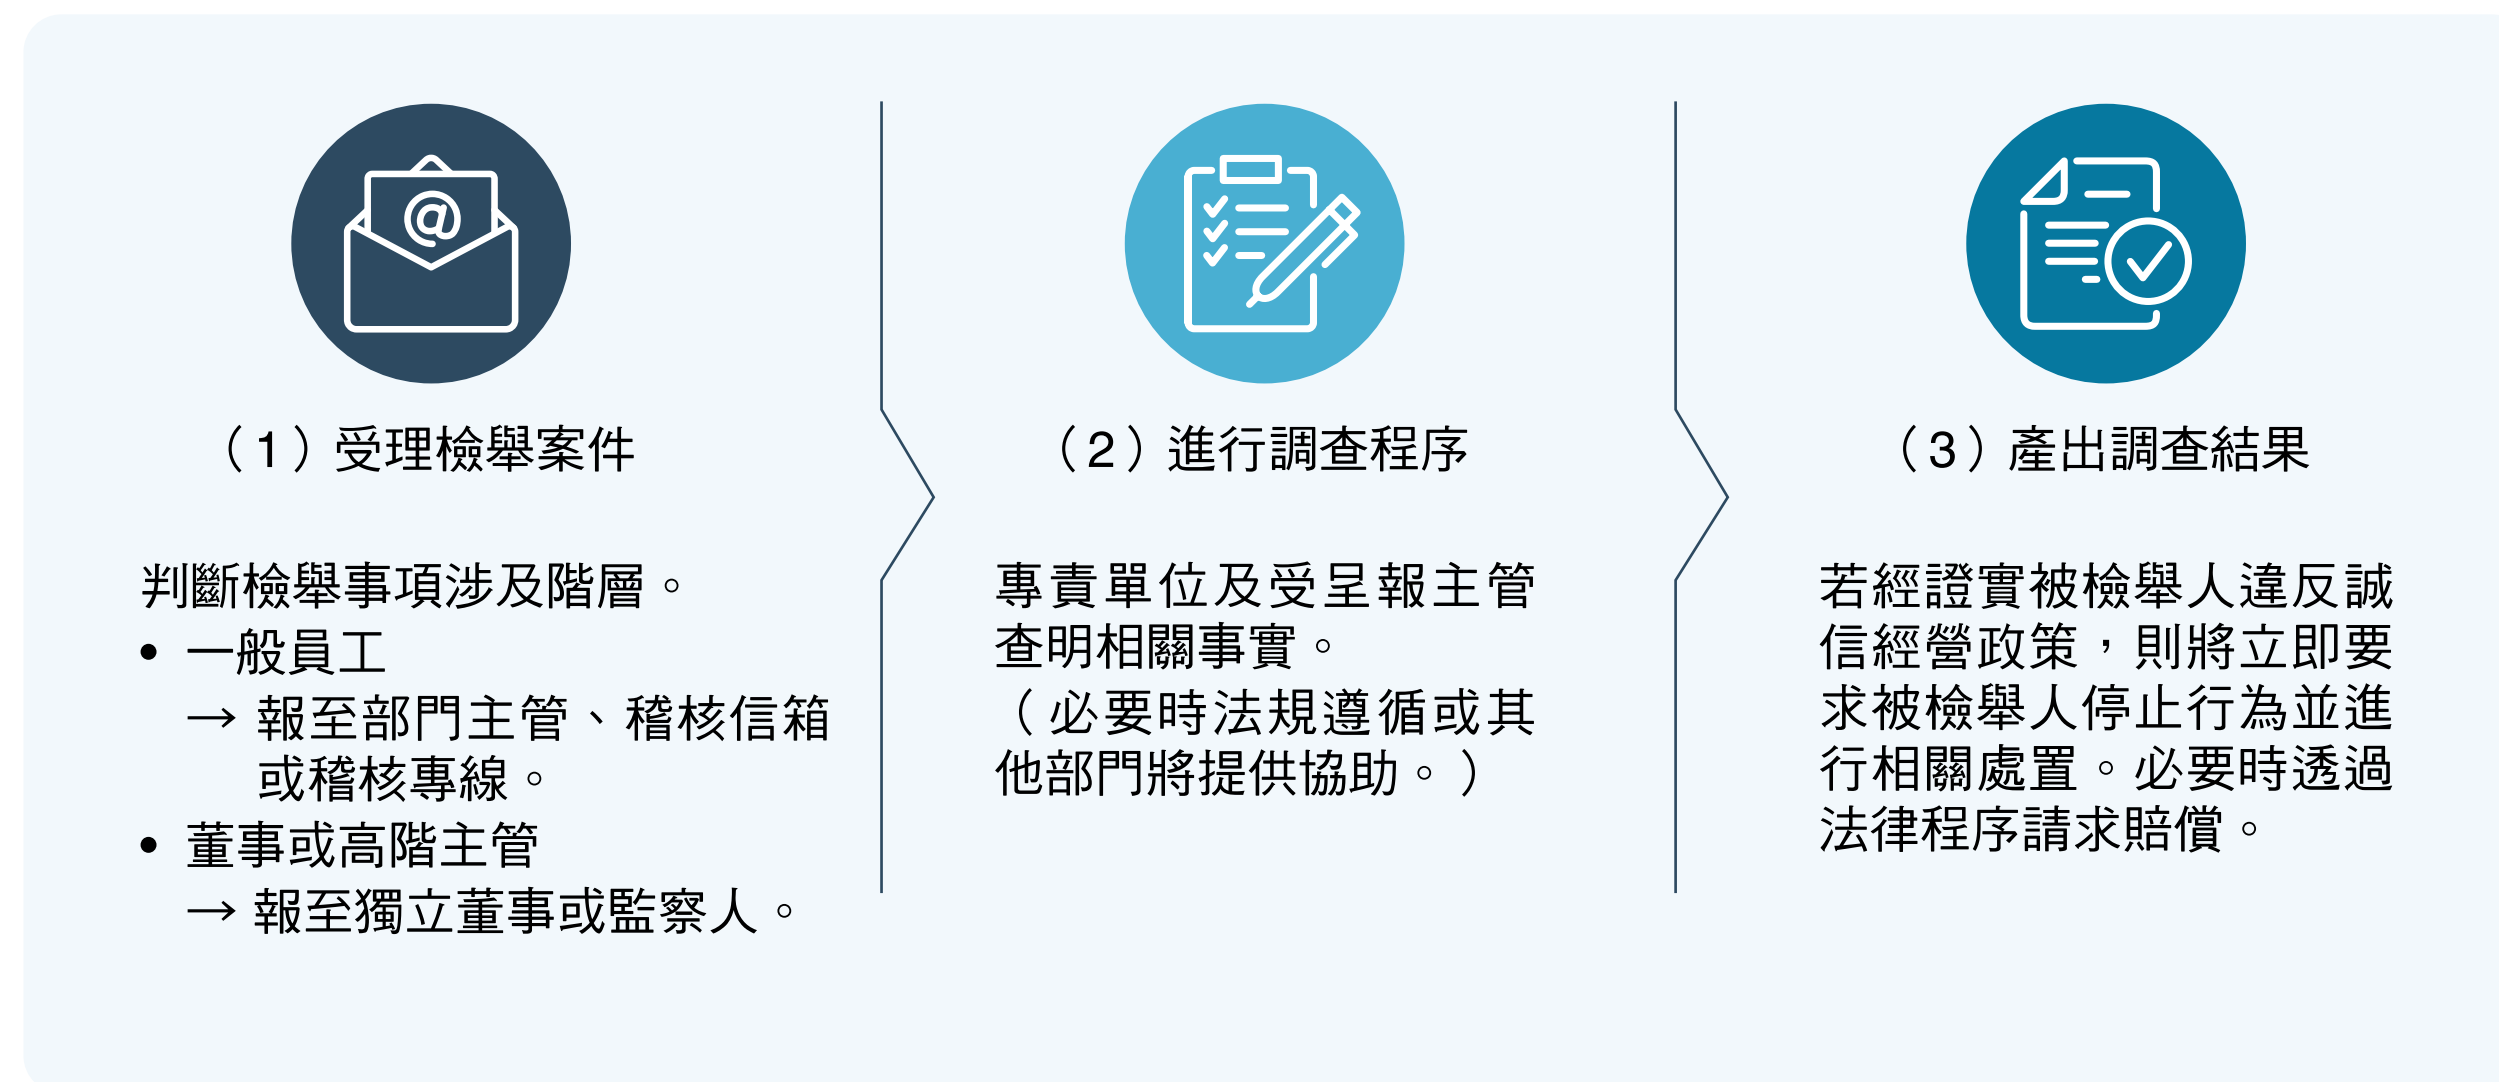 （1）受理檢舉案件
判斷檢舉事項涉及層階。
● 一般員工
→ 報至部門主管、稽核信箱
或稽核專線。
● 董事或高階主管
→ 報至獨立董事或監察人。
（2）進行調查程序
專責單位及受呈報主管
查明相關事實。
（必要時由法規遵循或其
他部門提供協助。）
（3）產出調查結果
若經證實被檢舉人違反誠
信經營政策，則將立即要
求被檢舉人停止行為並進
行相關處置。必要時透過
法律程序請求賠償。